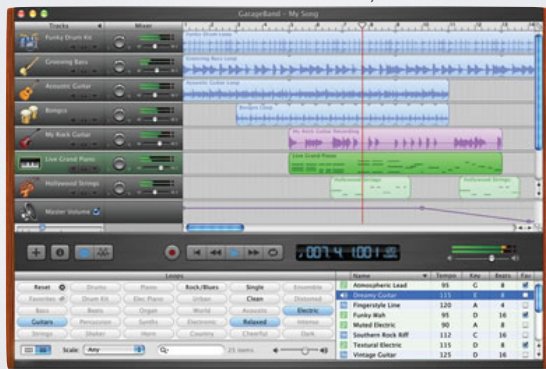 GarageBand – My Song
Tracks Mixer
Funky Drum Kit
Funky Drum Loop
Grooving Bass
Grooving Bass Loop
Acoustic Guitar
Acoustic Guitar Loop
Bongos
Bongos Loop
My Rock Guitar
My Rock Guitar Recording
Live Grand Piano
Live Grand Piano
Hollywood Strings
Hollywood Strings
Hollywood Strings
Master Volume
007 4 1 001
Loops
Name Tempo Key Beats Fav
Reset Drums Piano Rock/Blues Single Ensemble
Favorites Drum Kit Elec Piano Urban Clean Distorted
Bass Beats Organ World Acoustic Electric
Guitars Percussion Synths Electronic Relaxed Intense
Strings Shaker Horn Country Cheerful Dark
Scale: Any 25 items
Atmospheric Lead 95 G 8
Dreamy Guitar 115 E 8
Fingerstyle Line 120 A 4
Funky Wah 95 D 16
Muted Electric 90 A 8
Southern Rock Riff 112 C 16
Textural Electric 115 D 8
Vintage Guitar 125 D 16